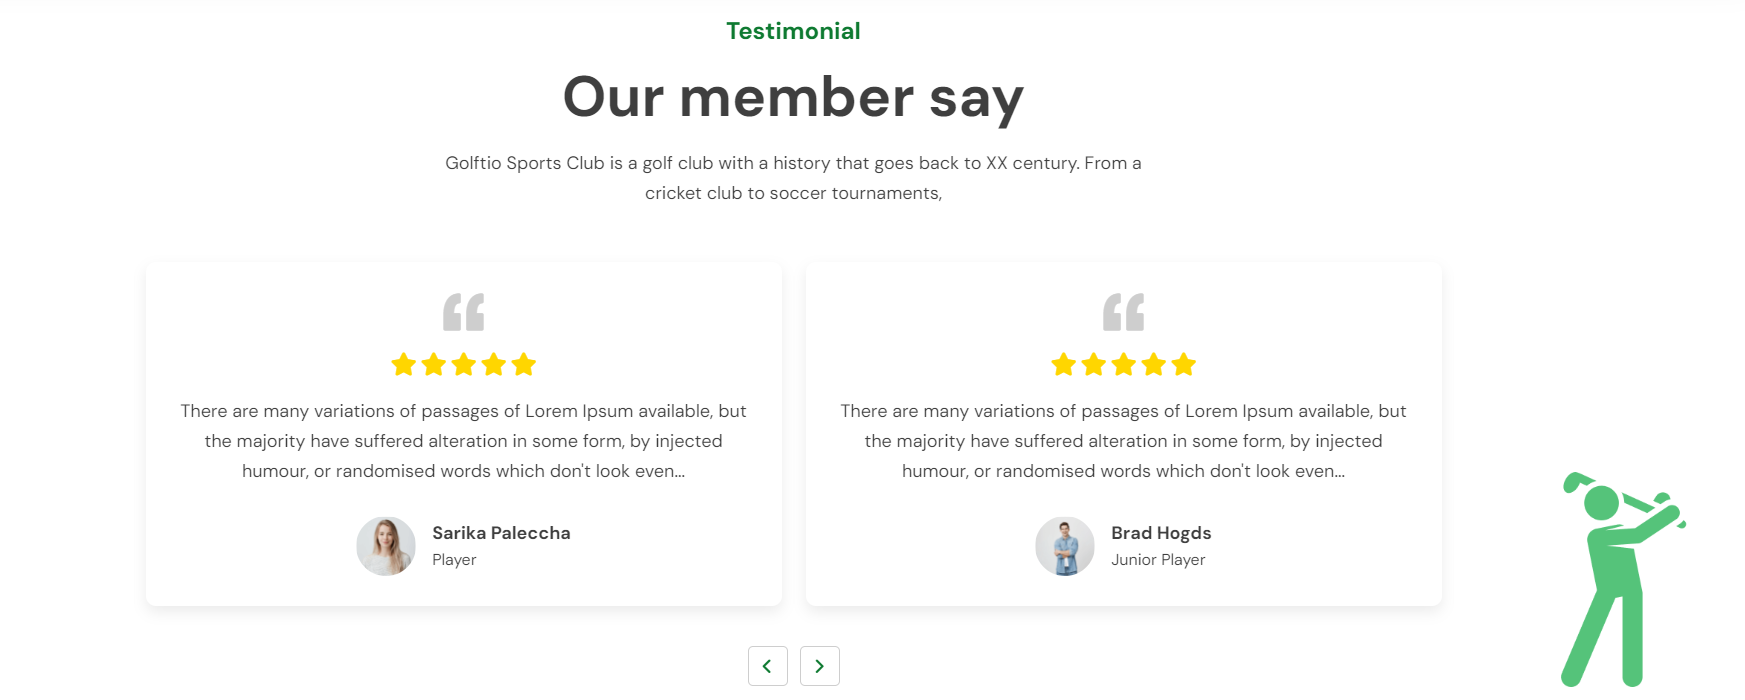 Testimonial
Our member say
Golftio Sports Club is a golf club with a history that goes back to XX century. From a
cricket club to soccer tournaments,
There are many variations of passages of Lorem Ipsum available, but
the majority have suffered alteration in some form, by injected
humour, or randomised words which don't look even...
Sarika Paleccha
Player
There are many variations of passages of Lorem Ipsum available, but
the majority have suffered alteration in some form, by injected
humour, or randomised words which don't look even...
Brad Hogds
Junior Player